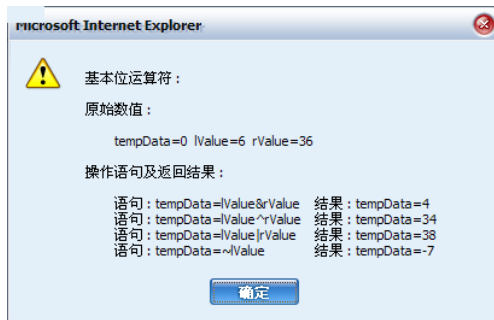 Microsoft Internet Explorer
基本位运算符：
原始数值：
tempData=0 lValue=6 rValue=36
操作语句及返回结果：
语句：tempData=lValue&rValue 结果：tempData=4
语句：tempData=lValue^rValue 结果：tempData=34
语句：tempData=lValue|rValue 结果：tempData=38
语句：tempData=~lValue 结果：tempData=-7
确定